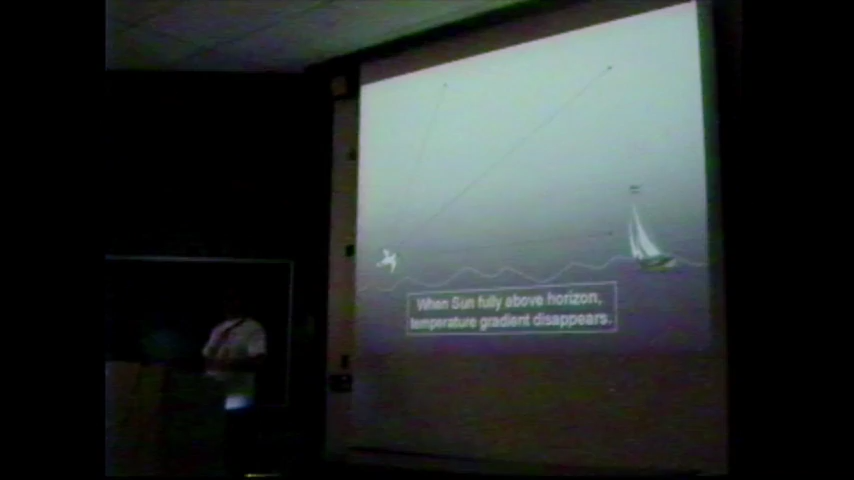 When Sun fully above horizon,
temperature gradient disappears.